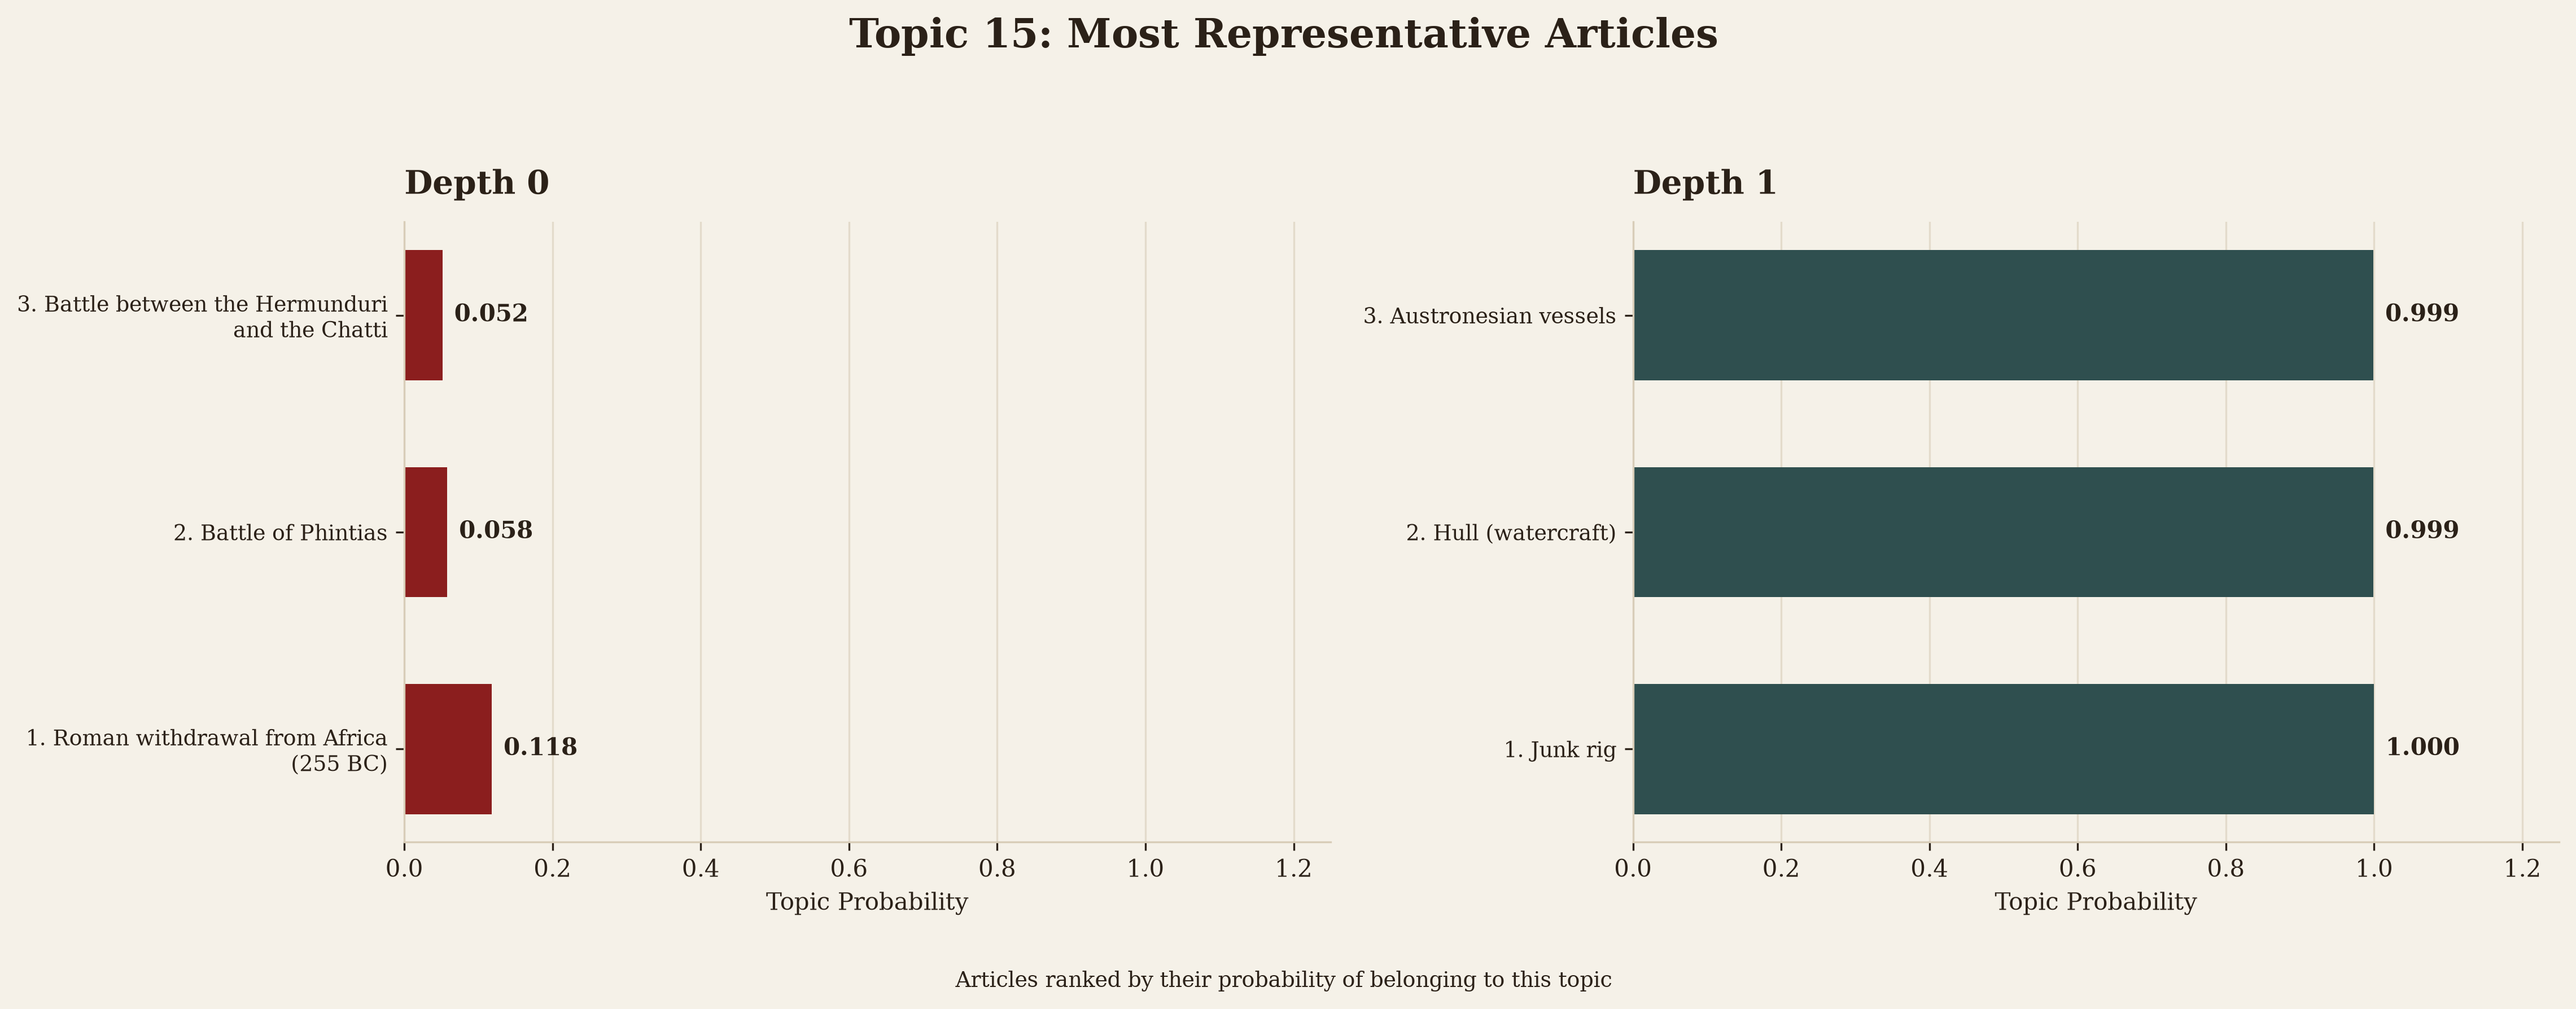 Topic 15: Most Representative Articles
Depth 0
3. Battle between the Hermunduri
and the Chatti
0.052
2. Battle of Phintias
0.058
1. Roman withdrawal from Africa
(255 BC)
0.118
0.0 0.2 0.4 0.6 0.8 1.0 1.2
Topic Probability
Depth 1
3. Austronesian vessels
0.999
2. Hull (watercraft)
0.999
1. Junk rig
1.000
0.0 0.2 0.4 0.6 0.8 1.0 1.2
Topic Probability
Articles ranked by their probability of belonging to this topic